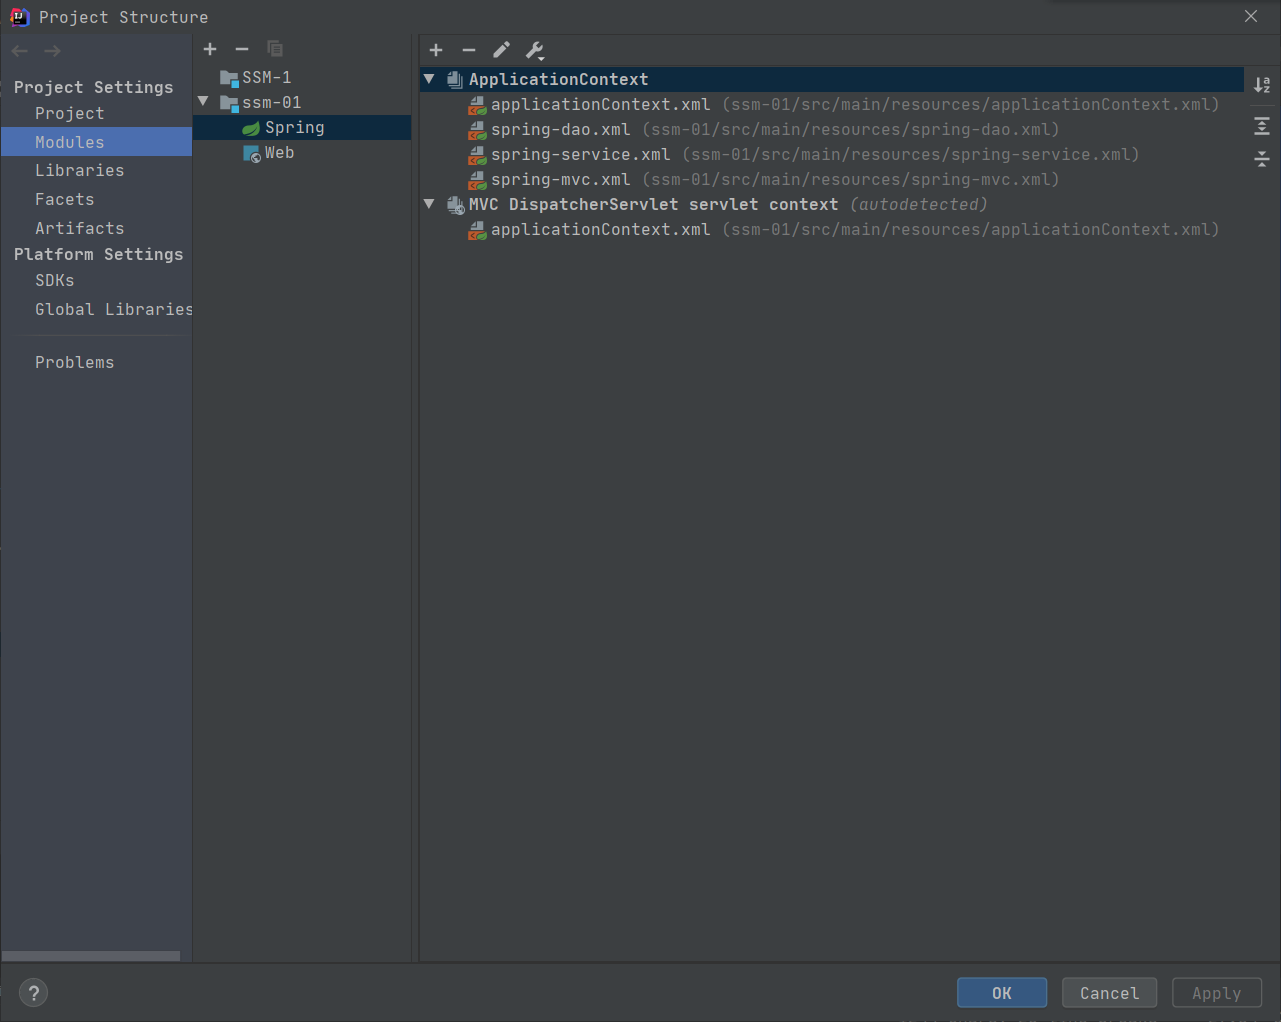 Project Structure
Project Settings
Project
Modules
Libraries
Facets
Artifacts
Platform Settings
SDKs
Global Libraries
Problems
SSM-1
ssm-01
Spring
Web
ApplicationContext
applicationContext.xml (ssm-01/src/main/resources/applicationContext.xml)
spring-dao.xml (ssm-01/src/main/resources/spring-dao.xml)
spring-service.xml (ssm-01/src/main/resources/spring-service.xml)
spring-mvc.xml (ssm-01/src/main/resources/spring-mvc.xml)
MVC DispatcherServlet servlet context (autodetected)
applicationContext.xml (ssm-01/src/main/resources/applicationContext.xml)
?
OK
Cancel
Apply